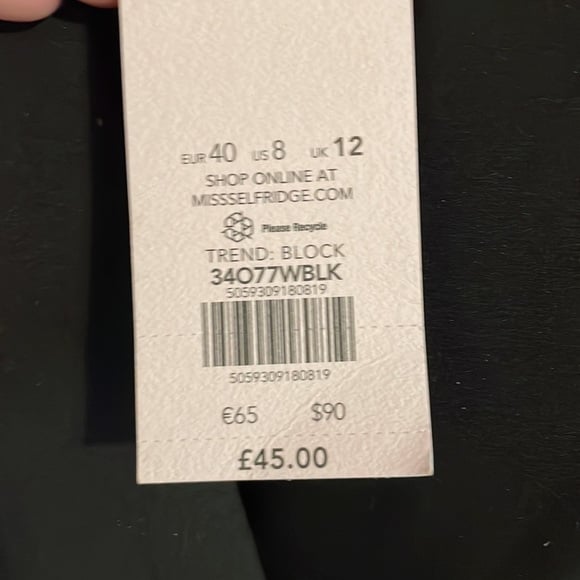 EUR 40 US 8 UK 12
SHOP ONLINE AT
MISSSELFRIDGE.COM
Please Recycle
TREND: BLOCK
34O77WBLK
5059309180819
5059309180819
€65 $90
£45.00